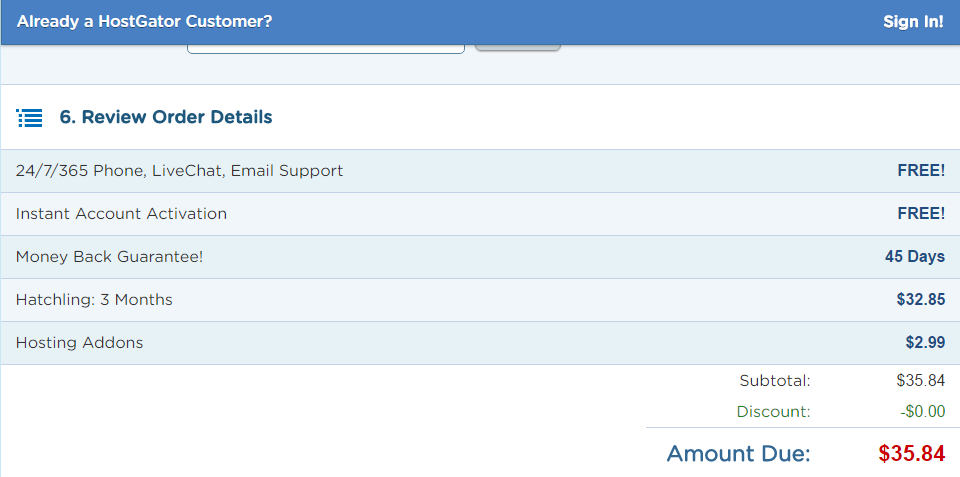 Already a HostGator Customer? Sign In!
6. Review Order Details
24/7/365 Phone, LiveChat, Email Support FREE!
Instant Account Activation FREE!
Money Back Guarantee! 45 Days
Hatchling: 3 Months $32.85
Hosting Addons $2.99
Subtotal: $35.84
Discount: -$0.00
Amount Due: $35.84